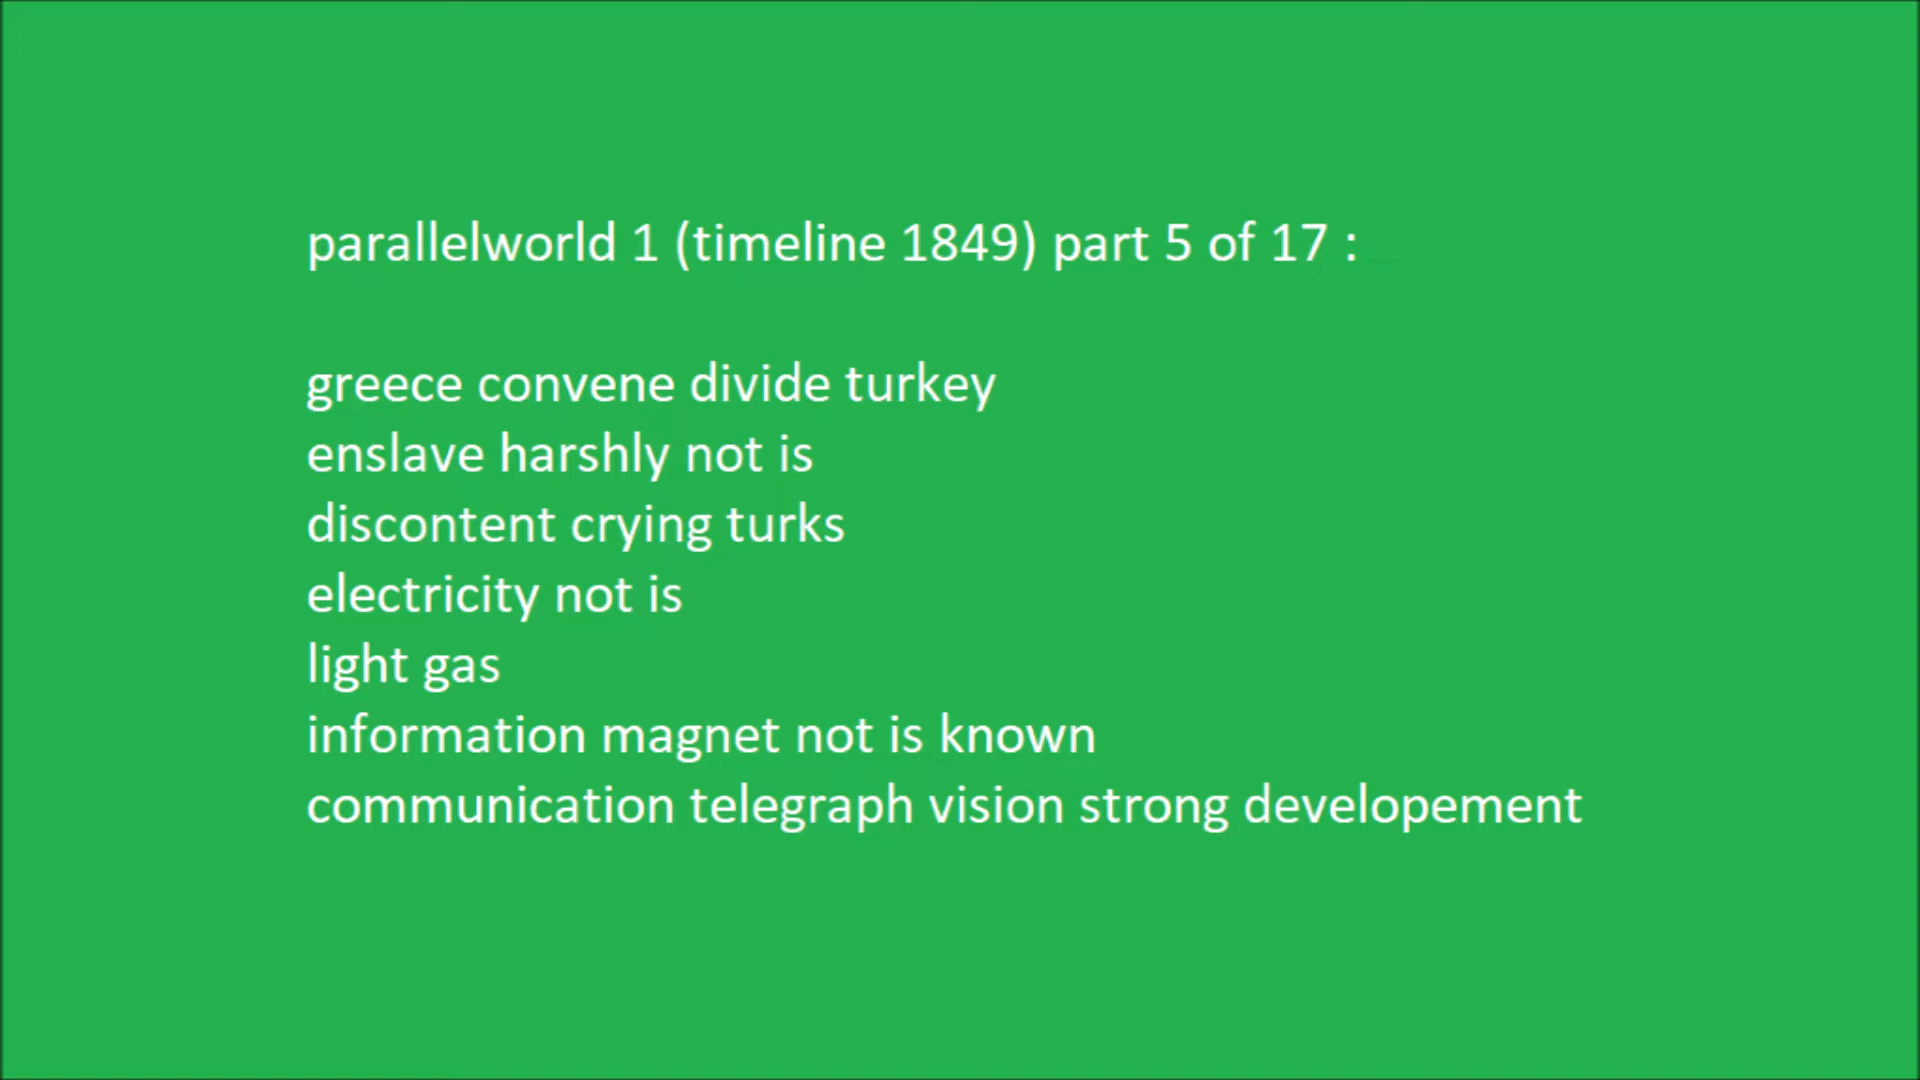 parallelworld 1 (timeline 1849) part 5 of 17 :
greece convene divide turkey
enslave harshly not is
discontent crying turks
electricity not is
light gas
information magnet not is known
communication telegraph vision strong developement